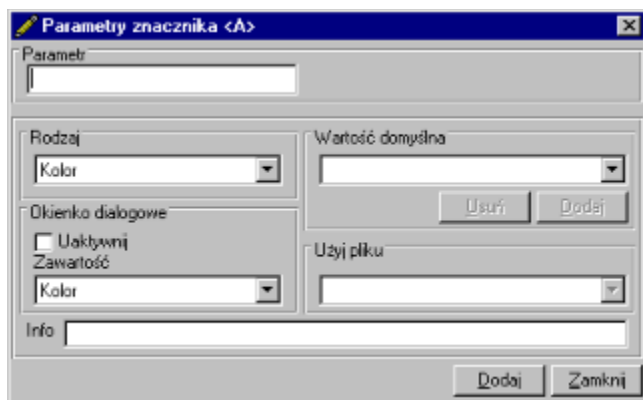 Parametry znacznika <A>
Parametr
Rodzaj
Kolor
Wartość domyślna
Usuń Dodaj
Okienko dialogowe
Uaktywnij
Zawartość
Kolor
Użyj pliku
Info
Dodaj Zamknij